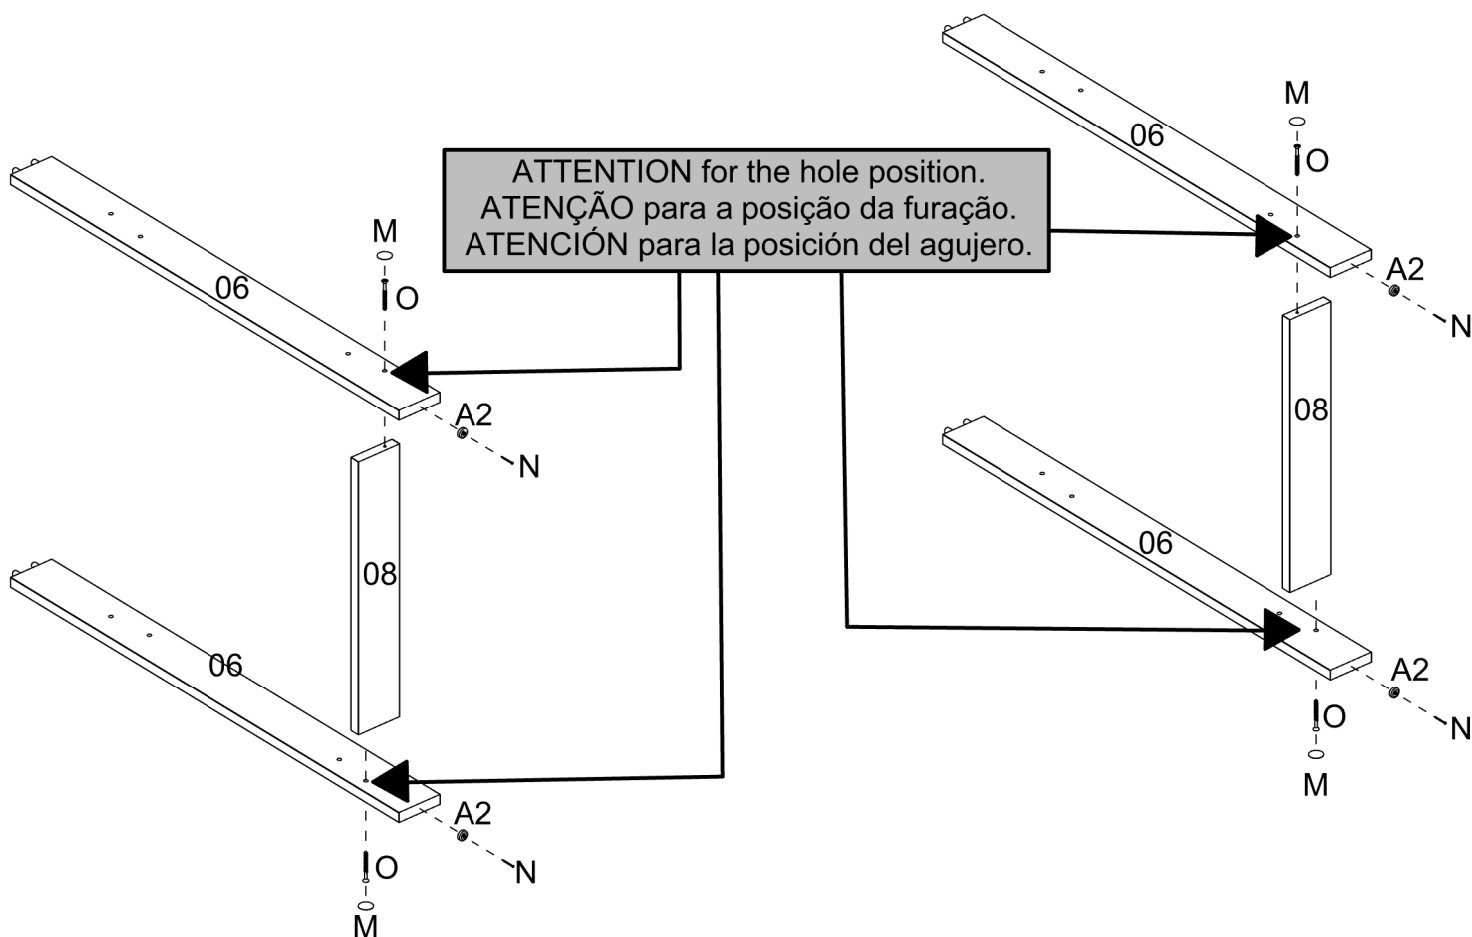 M
06
O
ATTENTION for the hole position.
ATENÇÃO para a posição da furação.
ATENCIÓN para la posición del agujero.
M
06
O
A2
N
A2
N
08
08
06
06
A2
N
O
M
A2
N
O
M